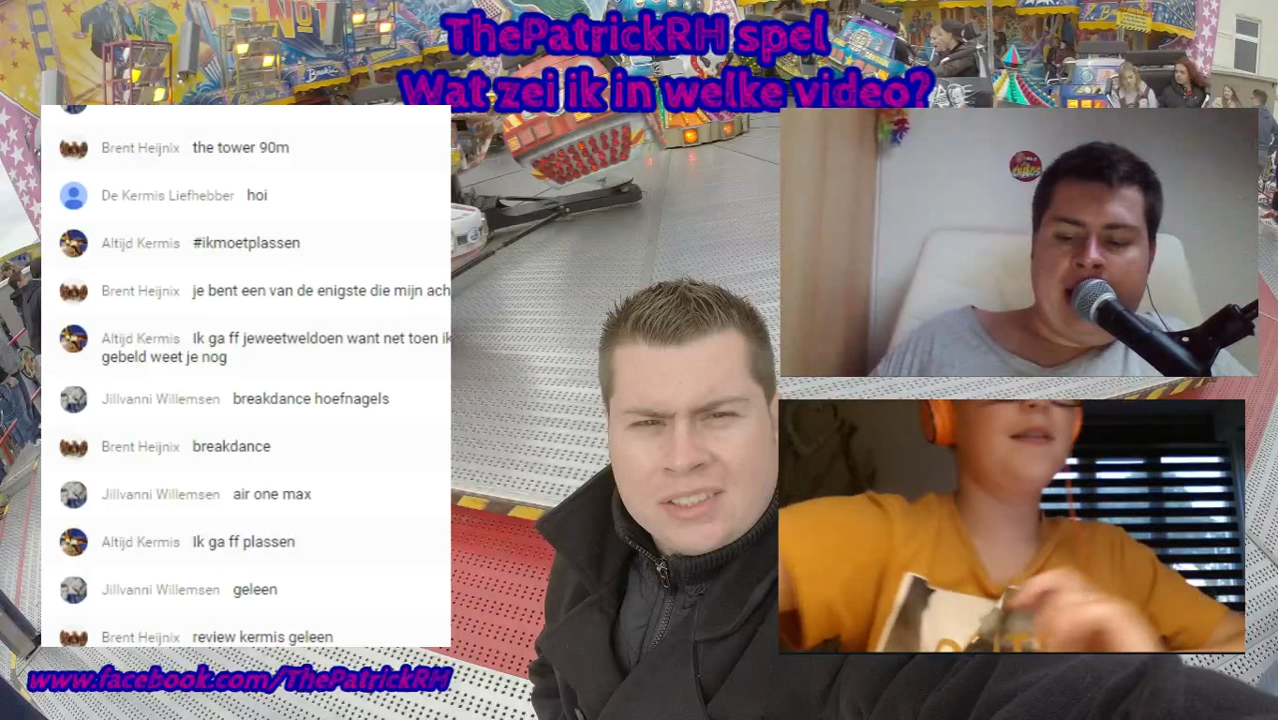 No1
ThePatrickRH spel
Wat zei ik in welke video?
Brent Heijnix the tower 90m
De Kermis Liefhebber hoi
Altijd Kermis #ikmoetplassen
Brent Heijnix je bent een van de enigste die mijn ach
Altijd Kermis Ik ga ff jeweetweldoen want net toen ik
gebeld weet je nog
Jillvanni Willemsen breakdance hoefnagels
Brent Heijnix breakdance
Jillvanni Willemsen air one max
Altijd Kermis Ik ga ff plassen
Jillvanni Willemsen geleen
Brent Heijnix review kermis geleen
www.facebook.com/ThePatrickRH